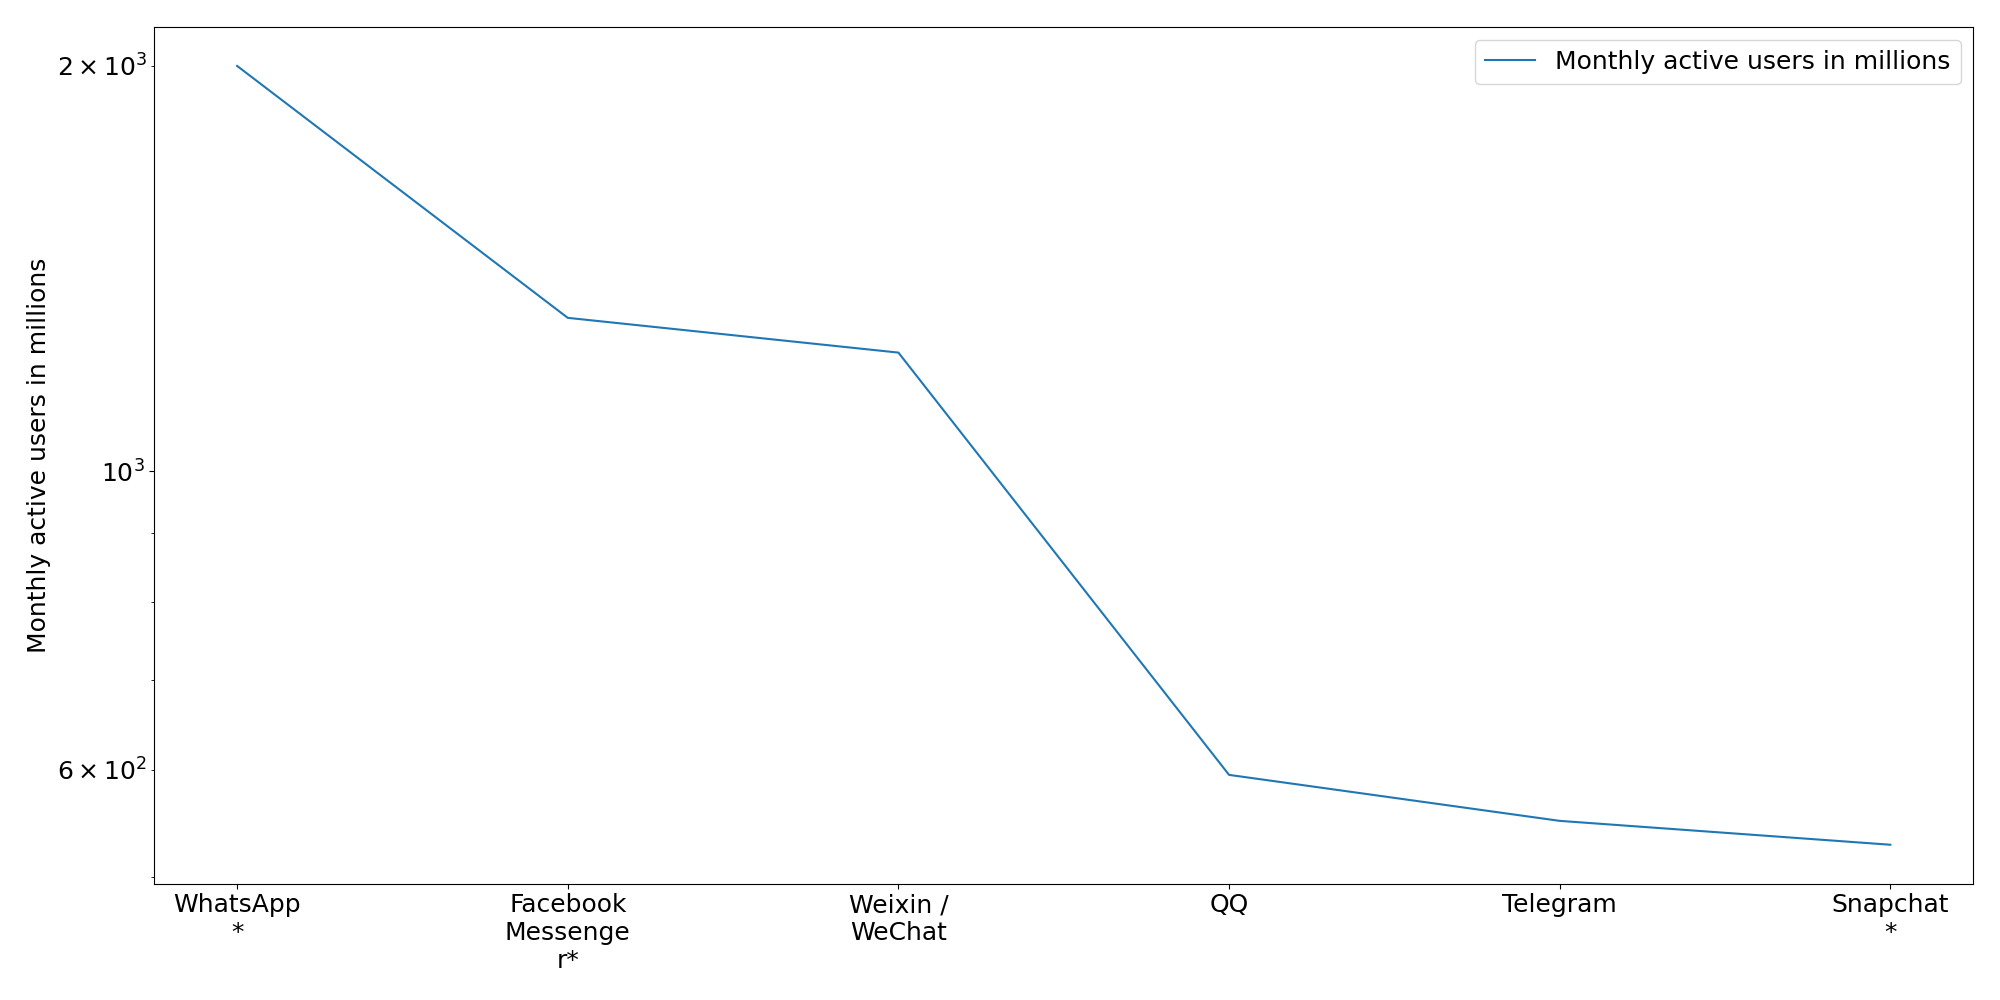 Monthly active users in millions
Monthly active users in millions
2 × 10³
10³
6 × 10²
WhatsApp
*
Facebook
Messenge
r*
Weixin /
WeChat
QQ
Telegram
Snapchat
*